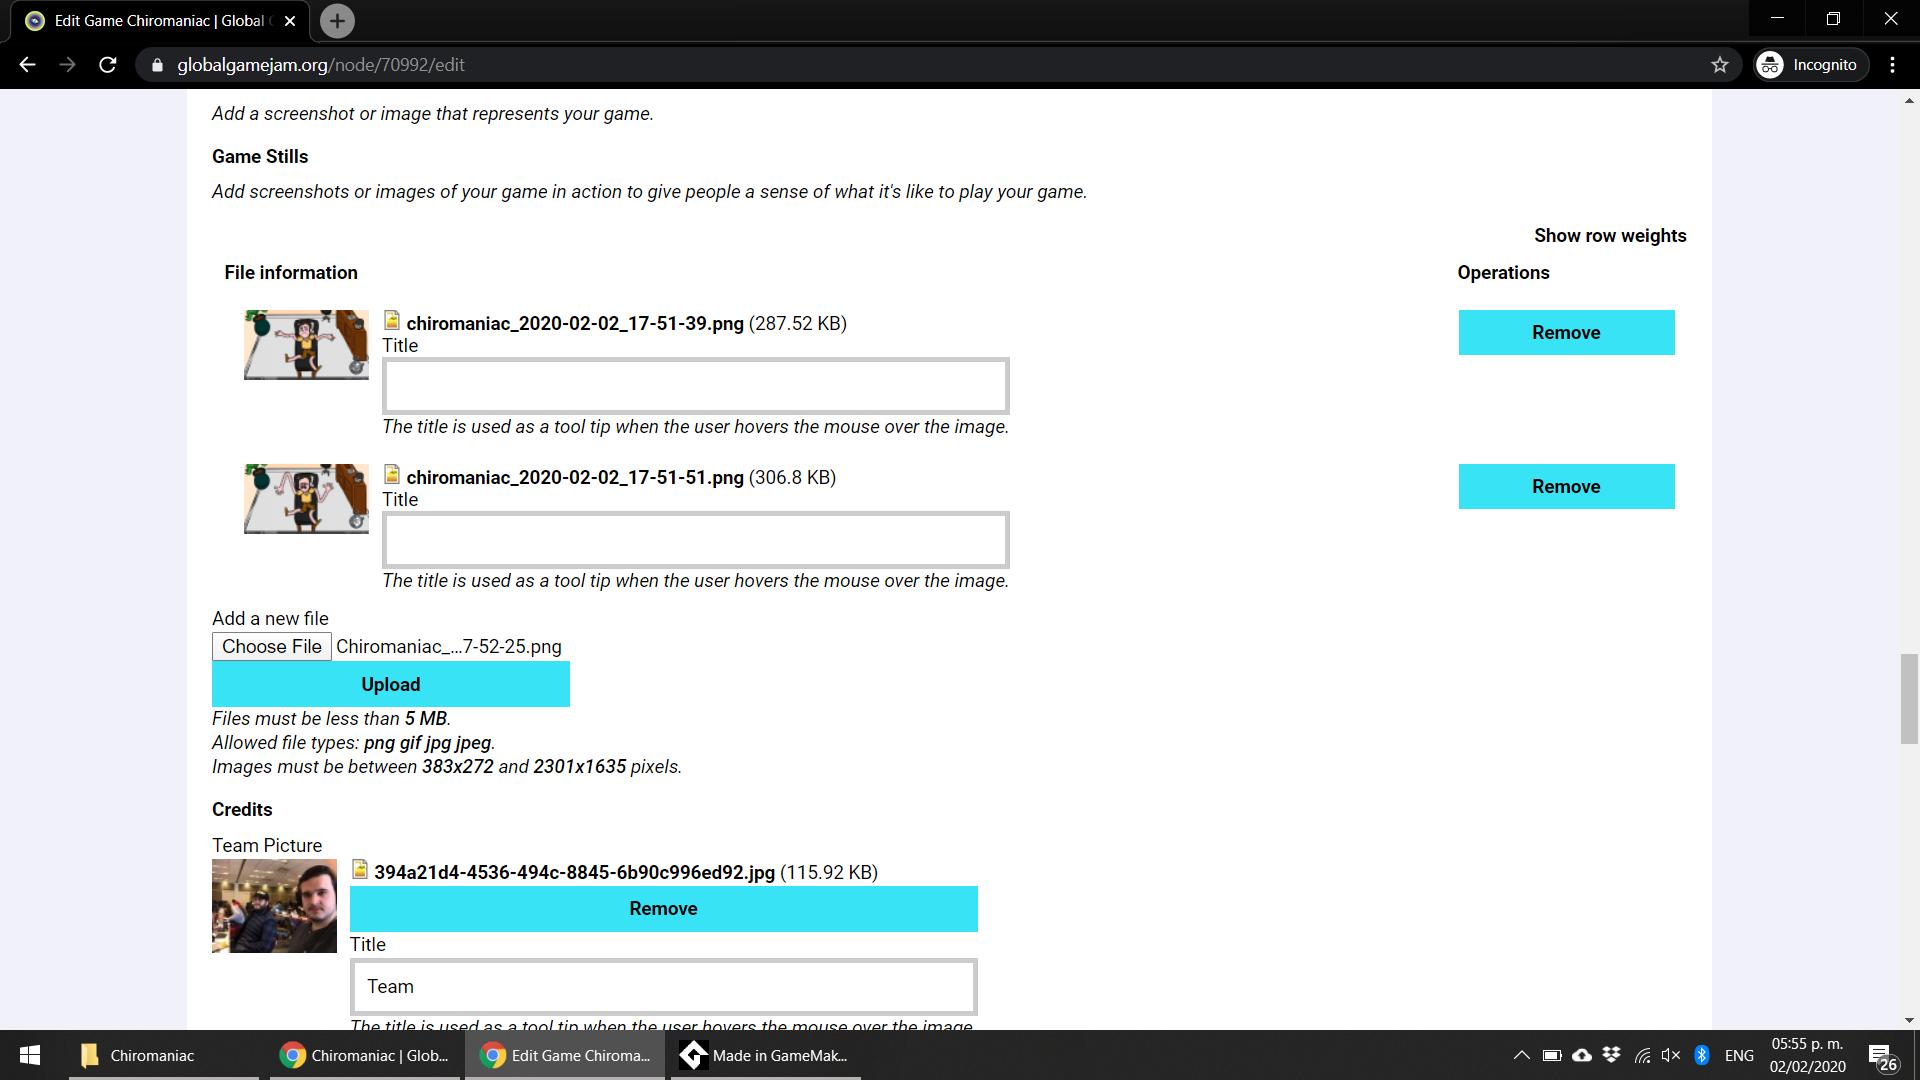 Edit Game Chiromaniac | Global
globalgamejam.org/node/70992/edit
Incognito
Add a screenshot or image that represents your game.
Game Stills
Add screenshots or images of your game in action to give people a sense of what it's like to play your game.
Show row weights
File information Operations
chiromaniac_2020-02-02_17-51-39.png (287.52 KB) Remove
Title
The title is used as a tool tip when the user hovers the mouse over the image.
chiromaniac_2020-02-02_17-51-51.png (306.8 KB) Remove
Title
The title is used as a tool tip when the user hovers the mouse over the image.
Add a new file
Choose File Chiromaniac_...7-52-25.png
Upload
Files must be less than 5 MB.
Allowed file types: png gif jpg jpeg.
Images must be between 383x272 and 2301x1635 pixels.
Credits
Team Picture
394a21d4-4536-494c-8845-6b90c996ed92.jpg (115.92 KB)
Remove
Title
Team
The title is used as a tool tip when the user hovers the mouse over the image.
Chiromaniac Chiromaniac | Glob... Edit Game Chiroma... Made in GameMak... ENG 05:55 p. m.
02/02/2020 26